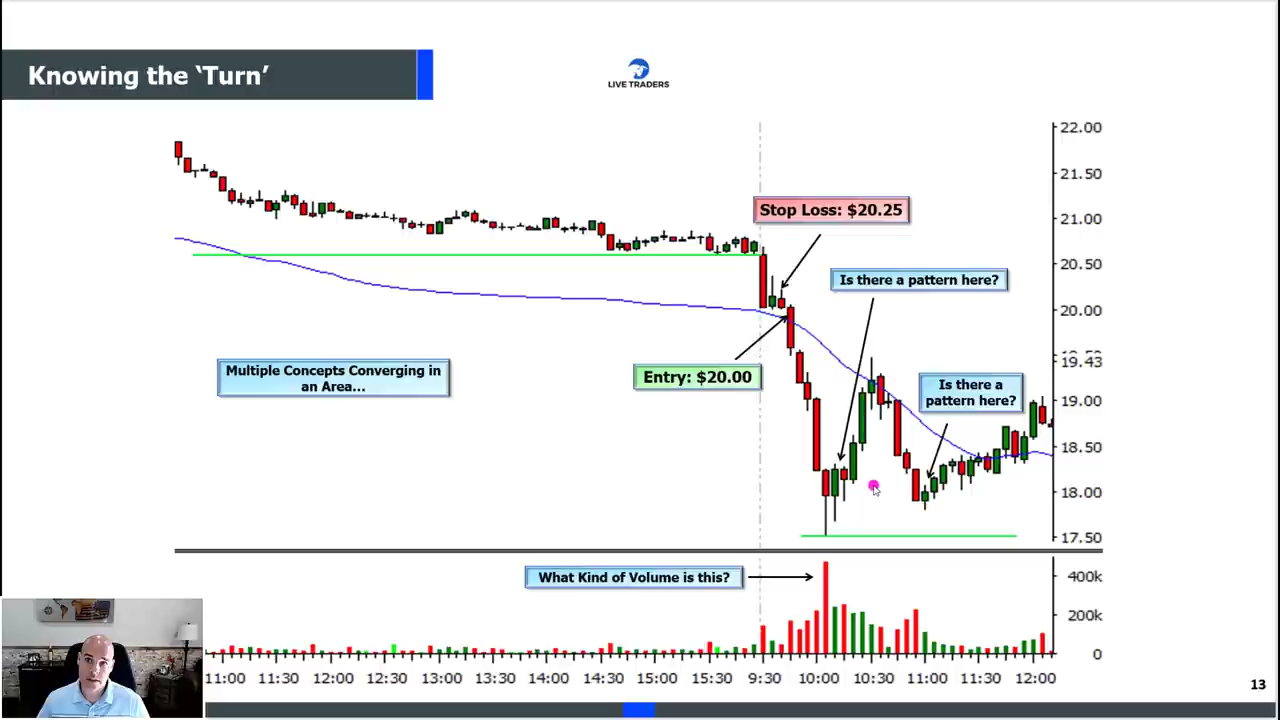 Knowing the ‘Turn’
LIVE TRADERS
22.00
21.50
21.00
20.50
20.00
19.43
19.00
18.50
18.00
17.50
Stop Loss: $20.25
Is there a pattern here?
Entry: $20.00
Multiple Concepts Converging in
an Area...
Is there a
pattern here?
What Kind of Volume is this?
400k
200k
0
11:00 11:30 12:00 12:30 13:00 13:30 14:00 14:30 15:00 15:30 9:30 10:00 10:30 11:00 11:30 12:00
13